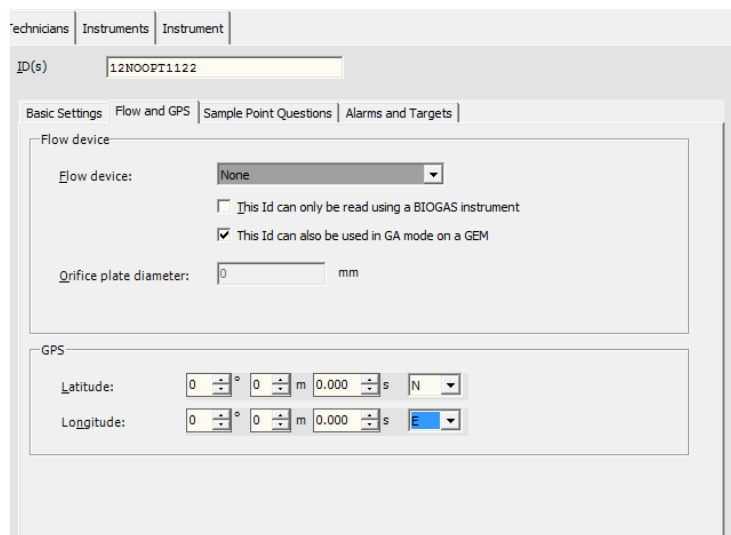 Technicians Instruments Instrument
ID(s) 12NOOPT1122
Basic Settings Flow and GPS Sample Point Questions Alarms and Targets
Flow device
Flow device: None
This Id can only be read using a BIOGAS instrument
This Id can also be used in GA mode on a GEM
Orifice plate diameter: 0 mm
GPS
Latitude: 0 ° 0 m 0.000 s N
Longitude: 0 ° 0 m 0.000 s E